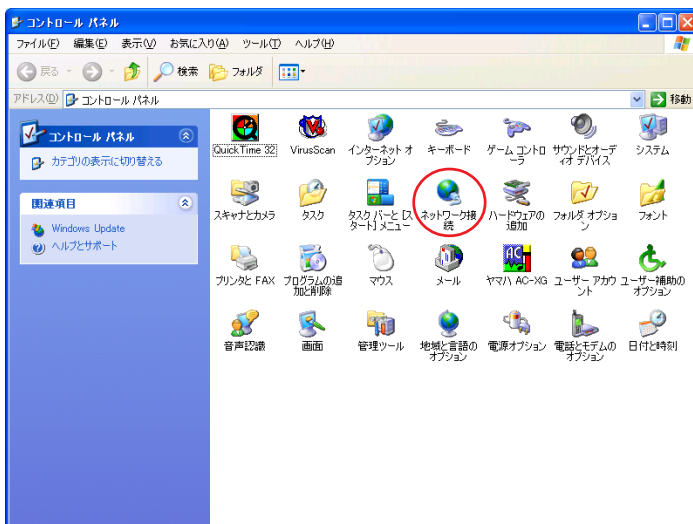 コントロール パネル
ファイル(F) 編集(E) 表示(V) お気に入り(A) ツール(T) ヘルプ(H)
戻る 検索 フォルダ
アドレス(D) コントロール パネル 移動
コントロール パネル
カテゴリの表示に切り替える
関連項目
Windows Update
ヘルプとサポート
QuickTime 32
VirusScan
インターネット オ
プション
キーボード
ゲーム コントロ
ーラ
サウンドとオーデ
ィオ デバイス
システム
スキャナとカメラ
タスク
タスク バーと [ス
タート] メニュー
ネットワーク接
続
ハードウェアの
追加
フォルダ オプショ
ン
フォント
プリンタと FAX
プログラムの追
加と削除
マウス
メール
ヤマハ AC-XG
ユーザー アカウ
ント
ユーザー補助の
オプション
音声認識
画面
管理ツール
地域と言語の
オプション
電源オプション
電話とモデムの
オプション
日付と時刻